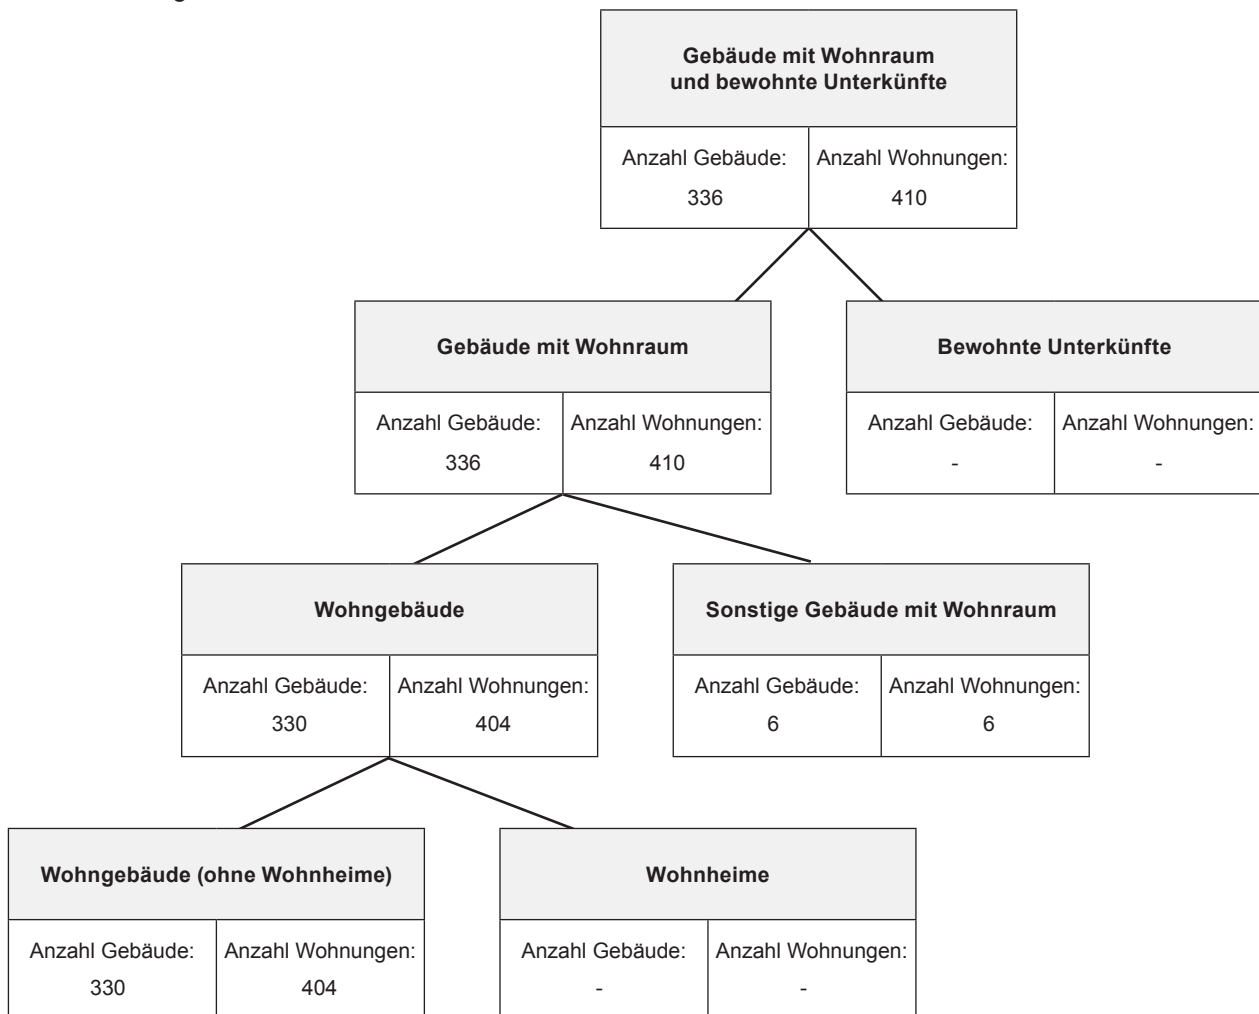 Gebäude mit Wohnraum
und bewohnte Unterkünfte
Anzahl Gebäude: Anzahl Wohnungen:
336 410
Gebäude mit Wohnraum Bewohnte Unterkünfte
Anzahl Gebäude: Anzahl Wohnungen: Anzahl Gebäude: Anzahl Wohnungen:
336 410 - -
Wohngebäude Sonstige Gebäude mit Wohnraum
Anzahl Gebäude: Anzahl Wohnungen: Anzahl Gebäude: Anzahl Wohnungen:
330 404 6 6
Wohngebäude (ohne Wohnheime) Wohnheime
Anzahl Gebäude: Anzahl Wohnungen: Anzahl Gebäude: Anzahl Wohnungen:
330 404 - -